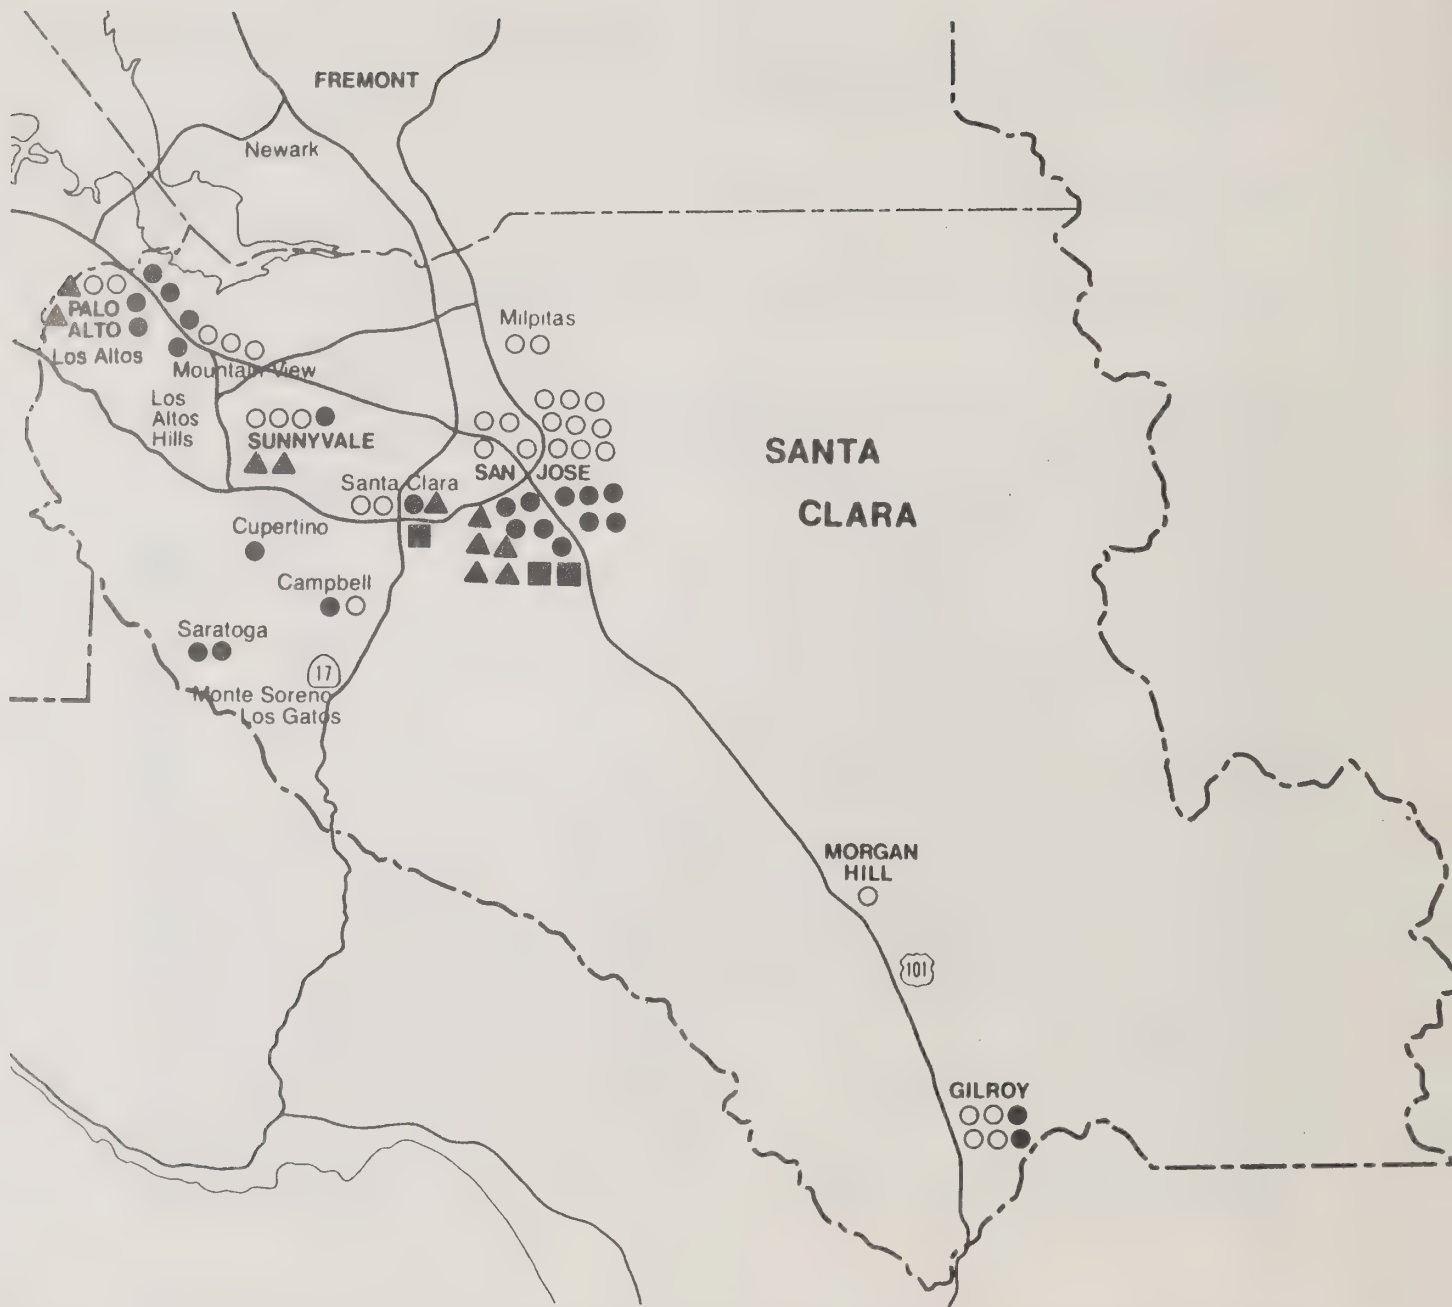 FREMONT
Newark
PALO
ALTO
Los Altos
Milpitas
Mountain View
Los
Altos
Hills
SUNNYVALE
SANTA
CLARA
SAN JOSE
Santa Clara
Cupertino
Campbell
Saratoga
17
Monte Soreno
Los Gatos
MORGAN
HILL
101
GILROY